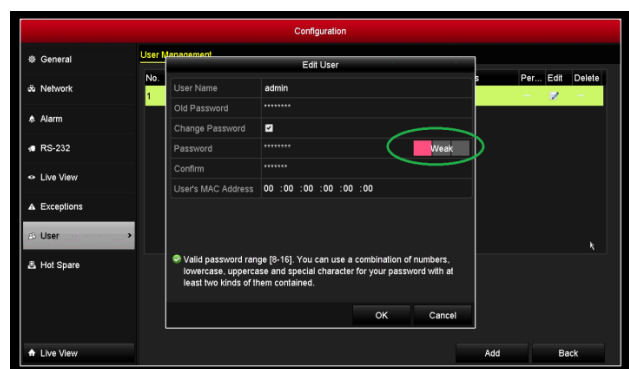 Configuration
General
Network
Alarm
RS-232
Live View
Exceptions
User
Hot Spare
Live View
User Management
No. Per... Edit Delete
1
Edit User
User Name admin
Old Password ********
Change Password
Password ******** Weak
Confirm *******
User's MAC Address 00 :00 :00 :00 :00 :00
Valid password range [8-16]. You can use a combination of numbers,
lowercase, uppercase and special character for your password with at
least two kinds of them contained.
OK Cancel
Add Back